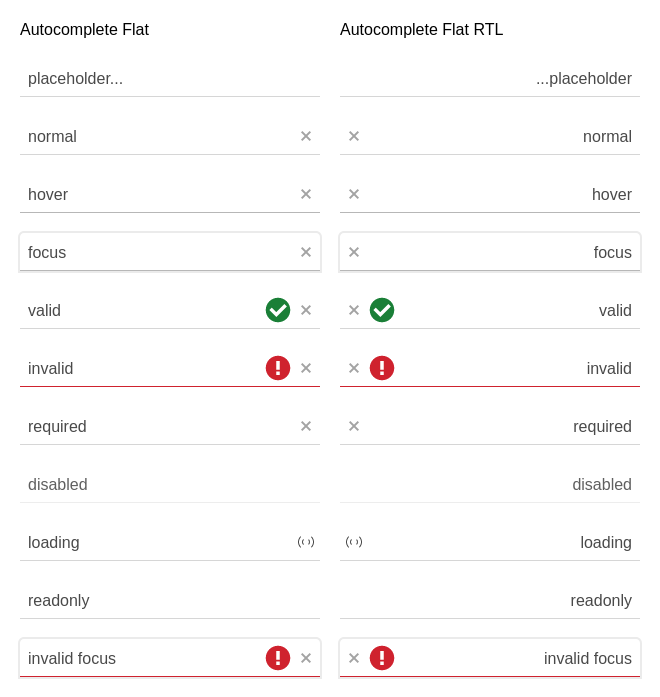 Autocomplete Flat
placeholder...
normal
hover
focus
valid
invalid
required
disabled
loading
readonly
invalid focus
Autocomplete Flat RTL
...placeholder
normal
hover
focus
valid
invalid
required
disabled
loading
readonly
invalid focus